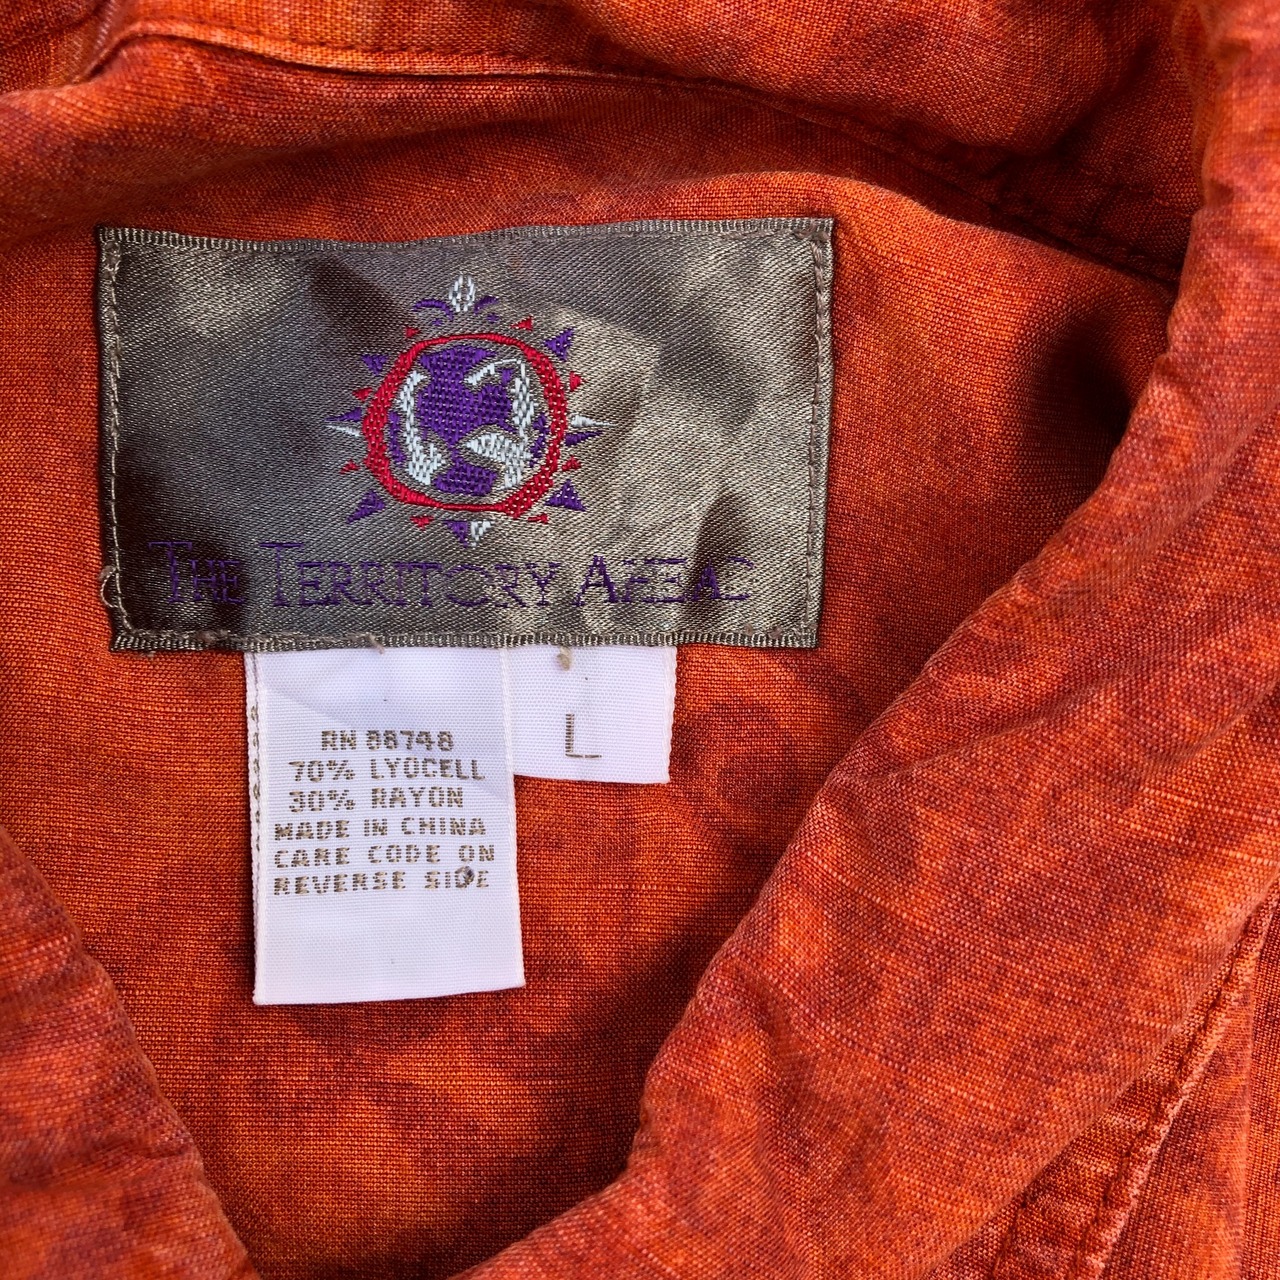 THE TERRITORY AHEAD
L
RN 88748
70% LYOCELL
30% RAYON
MADE IN CHINA
CARE CODE ON
REVERSE SIDE